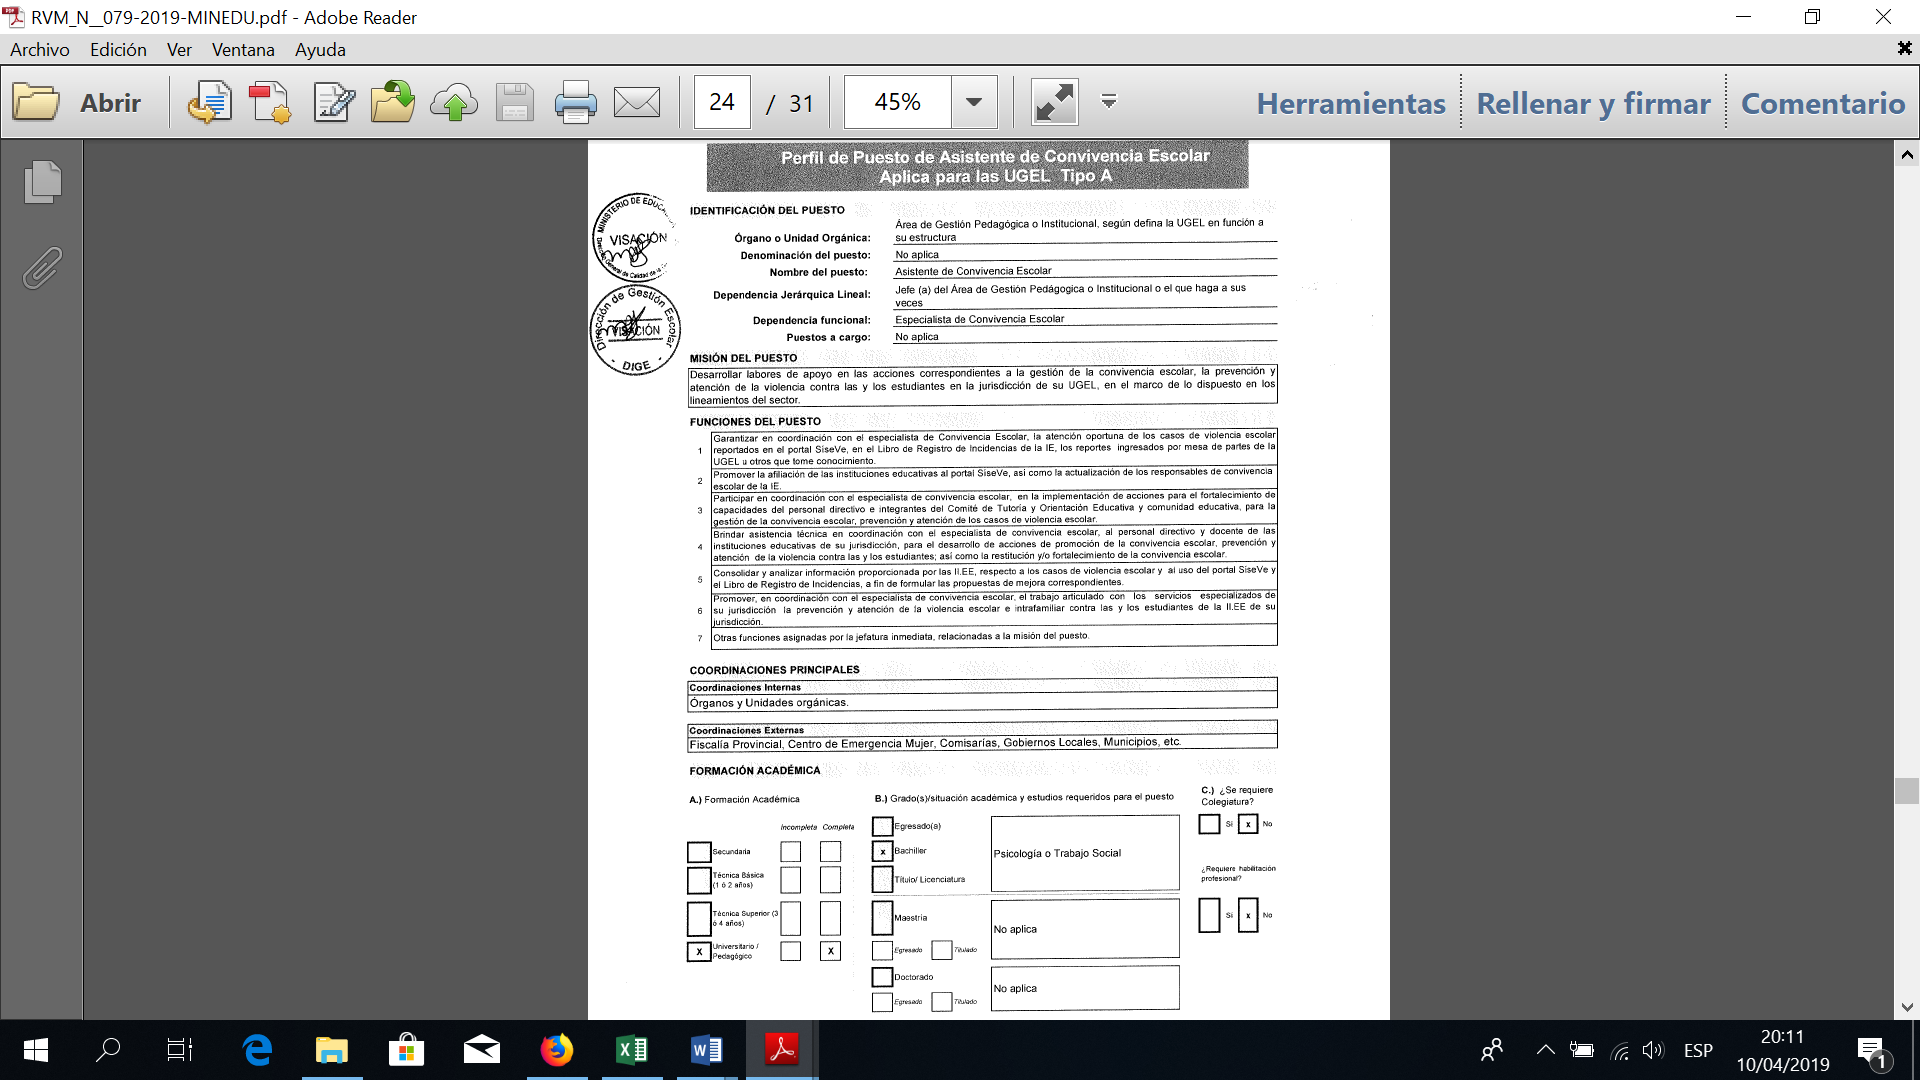 RVM_N__079-2019-MINEDU.pdf - Adobe Reader
Archivo Edición Ver Ventana Ayuda
Abrir 24 / 31 45% Herramientas Rellenar y firmar Comentario
Perfil de Puesto de Asistente de Convivencia Escolar
Aplica para las UGEL Tipo A
MINISTERIO DE EDUCA
VISACIÓN
Dirección de Gestión Escolar
VISACIÓN
- DIGE -
IDENTIFICACIÓN DEL PUESTO
Órgano o Unidad Orgánica: Área de Gestión Pedagógica o Institucional, según defina la UGEL en función a
su estructura
Denominación del puesto: No aplica
Nombre del puesto: Asistente de Convivencia Escolar
Dependencia Jerárquica Lineal: Jefe (a) del Área de Gestión Pedágogica o Institucional o el que haga a sus
veces
Dependencia funcional: Especialista de Convivencia Escolar
Puestos a cargo: No aplica
MISIÓN DEL PUESTO
Desarrollar labores de apoyo en las acciones correspondientes a la gestión de la convivencia escolar, la prevención y
atención de la violencia contra las y los estudiantes en la jurisdicción de su UGEL, en el marco de lo dispuesto en los
lineamientos del sector.
FUNCIONES DEL PUESTO
1 Garantizar en coordinación con el especialista de Convivencia Escolar, la atención oportuna de los casos de violencia escolar
reportados en el portal SiseVe, en el Libro de Registro de Incidencias de la IE, los reportes ingresados por mesa de partes de la
UGEL u otros que tome conocimiento.
2 Promover la afiliación de las instituciones educativas al portal SiseVe, así como la actualización de los responsables de convivencia
escolar de la IE.
3 Participar en coordinación con el especialista de convivencia escolar, en la implementación de acciones para el fortalecimiento de
capacidades del personal directivo e integrantes del Comité de Tutoría y Orientación Educativa y comunidad educativa, para la
gestión de la convivencia escolar, prevención y atención de los casos de violencia escolar.
4 Brindar asistencia técnica en coordinación con el especialista de convivencia escolar, al personal directivo y docente de las
instituciones educativas de su jurisdicción, para el desarrollo de acciones de promoción de la convivencia escolar, prevención y
atención de la violencia contra las y los estudiantes; así como la restitución y/o fortalecimiento de la convivencia escolar.
5 Consolidar y analizar información proporcionada por las II.EE, respecto a los casos de violencia escolar y al uso del portal SiseVe y
el Libro de Registro de Incidencias, a fin de formular las propuestas de mejora correspondientes.
6 Promover, en coordinación con el especialista de convivencia escolar, el trabajo articulado con los servicios especializados de
su jurisdicción la prevención y atención de la violencia escolar e intrafamiliar contra las y los estudiantes de la II.EE de su
jurisdicción.
7 Otras funciones asignadas por la jefatura inmediata, relacionadas a la misión del puesto.
COORDINACIONES PRINCIPALES
Coordinaciones Internas
Órganos y Unidades orgánicas.
Coordinaciones Externas
Fiscalía Provincial, Centro de Emergencia Mujer, Comisarías, Gobiernos Locales, Municipios, etc.
FORMACIÓN ACADÉMICA
A.) Formación Académica
Incompleta Completa
Secundaria
Técnica Básica
(1 ó 2 años)
Técnica Superior (3
ó 4 años)
X Universitario /
Pedagógico X
B.) Grado(s)/situación académica y estudios requeridos para el puesto
Egresado(a)
x Bachiller
Título/ Licenciatura
Psicología o Trabajo Social
Maestría
Egresado Titulado
No aplica
Doctorado
Egresado Titulado
No aplica
C.) ¿Se requiere
Colegiatura?
Sí x No
¿Requiere habilitación
profesional?
Sí x No
ESP
20:11
10/04/2019
1